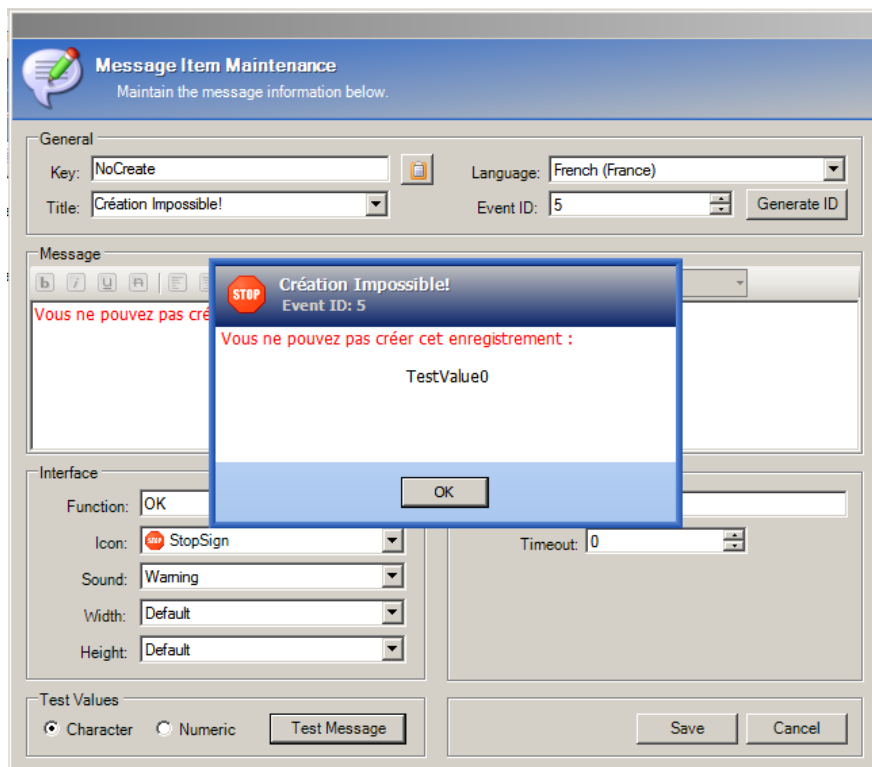 Message Item Maintenance
Maintain the message information below.
General
Key: NoCreate
Language: French (France)
Title: Création Impossible!
Event ID: 5
Generate ID
Message
b i U R
Vous ne pouvez pas cré
STOP
Création Impossible!
Event ID: 5
Vous ne pouvez pas créer cet enregistrement :
TestValue0
OK
Interface
Function: OK
Icon: STOP StopSign
Timeout: 0
Sound: Warning
Width: Default
Height: Default
Test Values
Character Numeric Test Message
Save Cancel